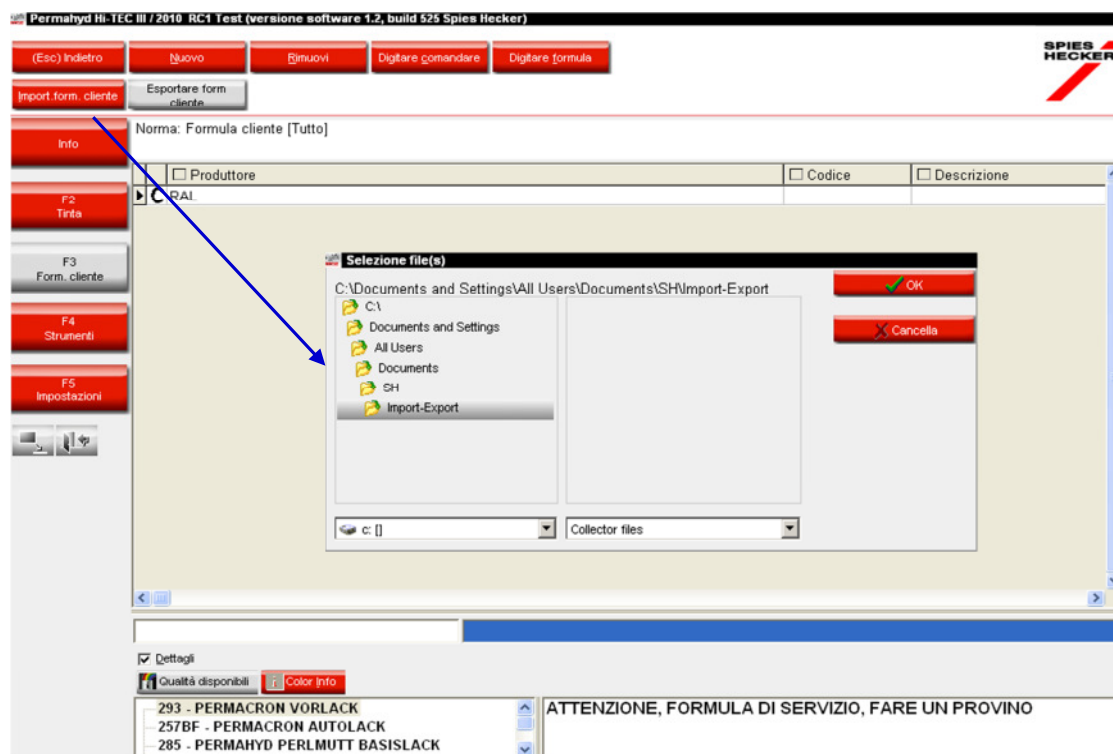 Permahyd Hi-TEC III / 2010 RC1 Test (versione software 1.2, build 525 Spies Hecker)
(Esc) Indietro
Nuovo
Rimuovi
Digitare comandare
Digitare formula
SPIES
HECKER
Import.form. cliente
Esportare form
cliente
Info
Norma: Formula cliente [Tutto]
Produttore
Codice
Descrizione
RAL
F2
Tinta
F3
Form. cliente
F4
Strumenti
F5
Impostazioni
Selezione file(s)
C:\Documents and Settings\All Users\Documents\SH\Import-Export
C:\
Documents and Settings
All Users
Documents
SH
Import-Export
OK
Cancella
c: []
Collector files
Dettagli
Qualità disponibili
Color Info
293 - PERMACRON VORLACK
257BF - PERMACRON AUTOLACK
285 - PERMAHYD PERLMUTT BASISLACK
ATTENZIONE, FORMULA DI SERVIZIO, FARE UN PROVINO